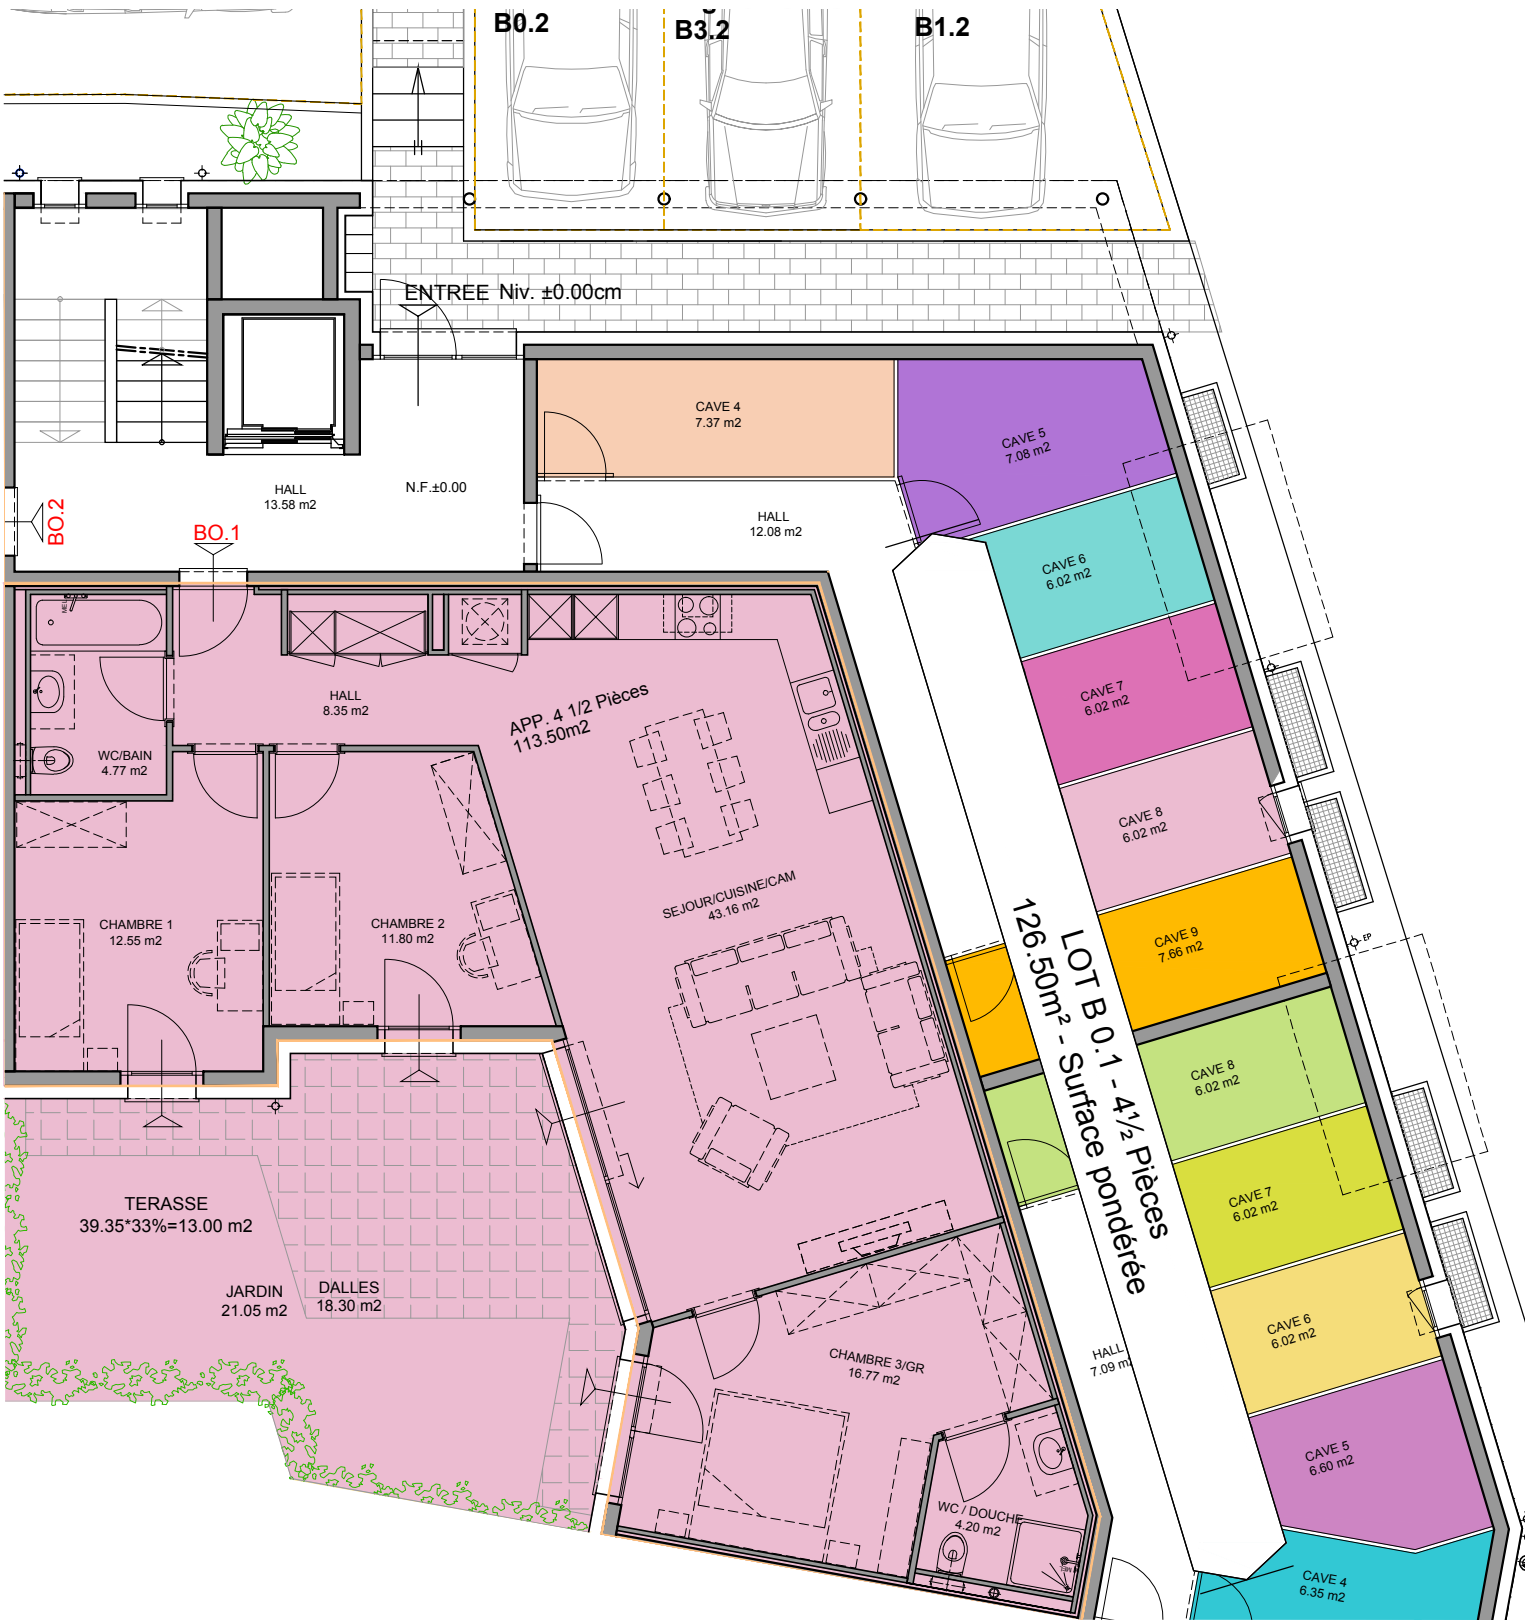 B0.2
B3.2
B1.2
ENTREE Niv. ±0.00cm
CAVE 4
7.37 m2
CAVE 5
7.08 m2
HALL
13.58 m2
N.F.±0.00
BO.2
BO.1
HALL
12.08 m2
CAVE 6
6.02 m2
HALL
8.35 m2
APP. 4 1/2 Pièces
113.50m2
CAVE 7
6.02 m2
WC/BAIN
4.77 m2
CAVE 8
6.02 m2
SEJOUR/CUISINE/CAM
43.16 m2
CHAMBRE 1
12.55 m2
CHAMBRE 2
11.80 m2
CAVE 9
7.66 m2
EP
LOT B 0.1 - 4½ Pièces
126.50m² - Surface pondérée
CAVE 8
6.02 m2
TERASSE
39.35*33%=13.00 m2
CAVE 7
6.02 m2
JARDIN
21.05 m2
DALLES
18.30 m2
CAVE 6
6.02 m2
HALL
7.09 m2
CHAMBRE 3/GR
16.77 m2
CAVE 5
6.60 m2
WC / DOUCHE
4.20 m2
CAVE 4
6.35 m2